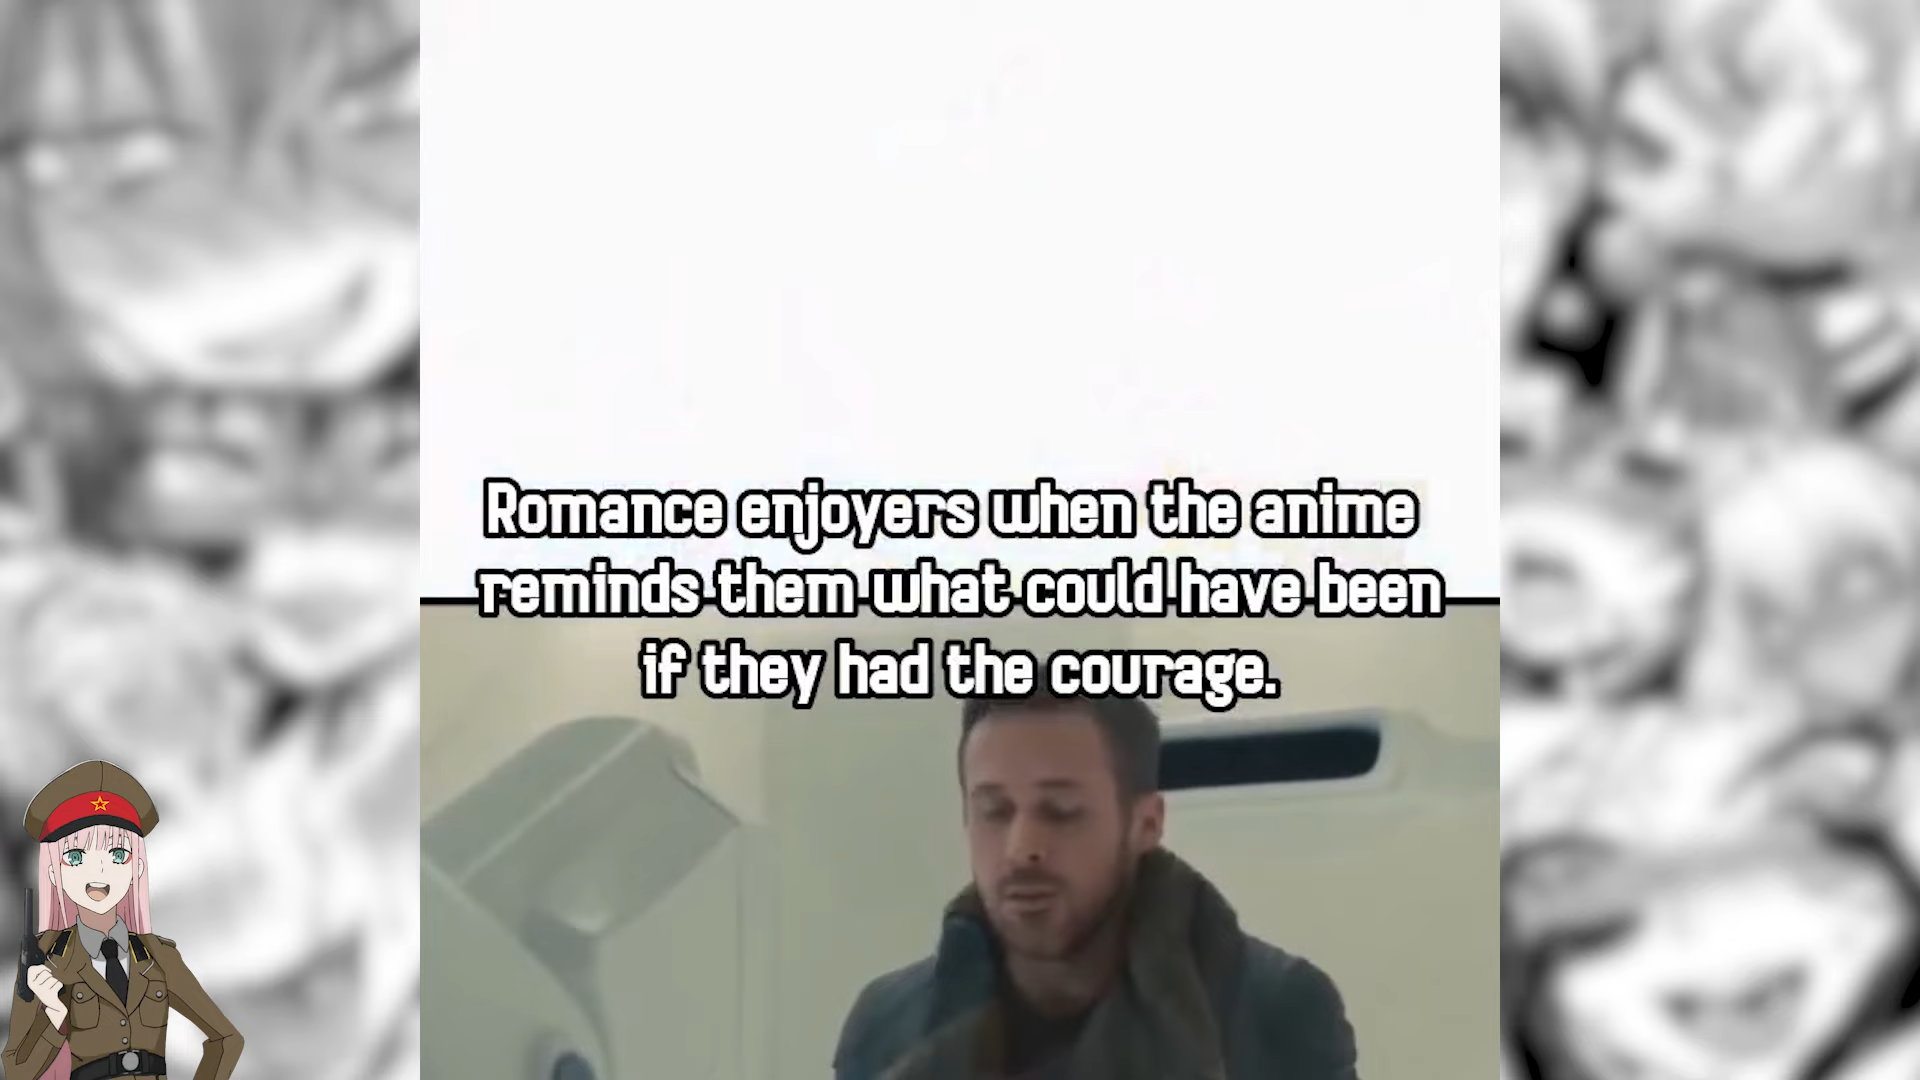 Romance enjoyers when the anime
reminds them what could have been
if they had the courage.